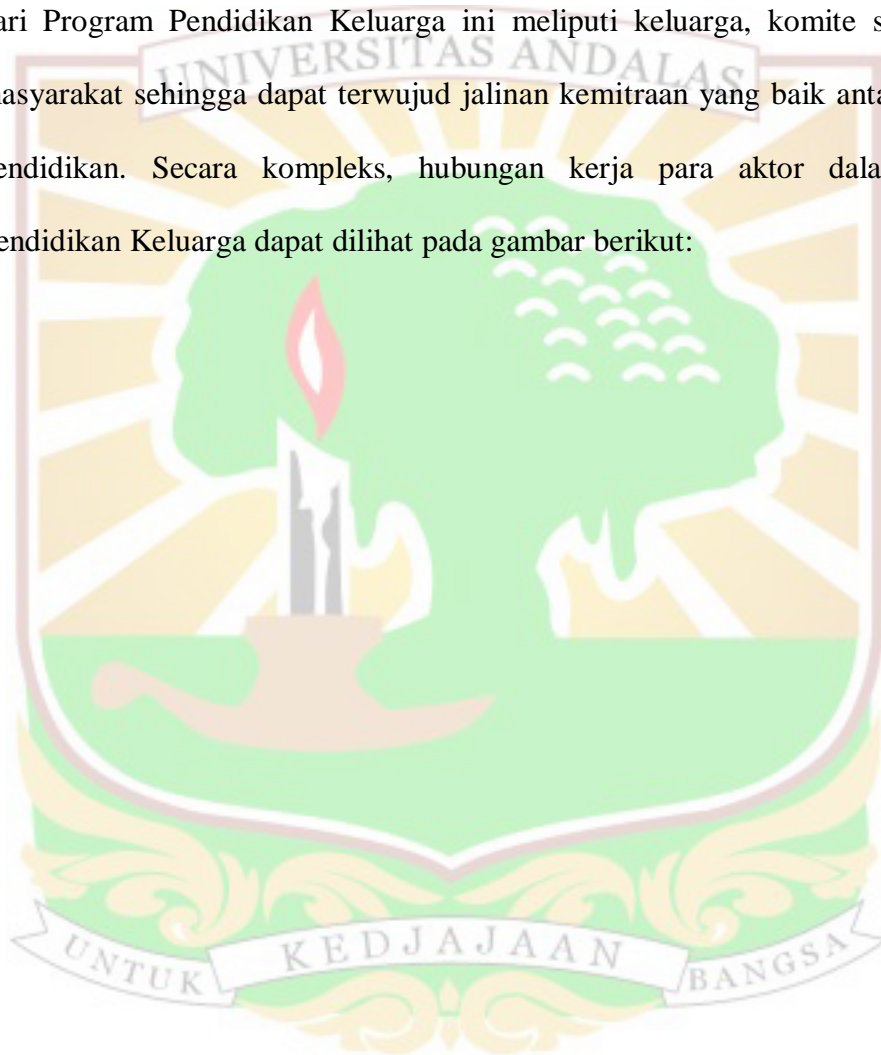 ari Program Pendidikan Keluarga ini meliputi keluarga, komite s
UNIVERSITAS ANDALAS
asyarakat sehingga dapat terwujud jalinan kemitraan yang baik anta
endidikan. Secara kompleks, hubungan kerja para aktor dala
endidikan Keluarga dapat dilihat pada gambar berikut:
UNTUK KEDJAJAAN BANGSA